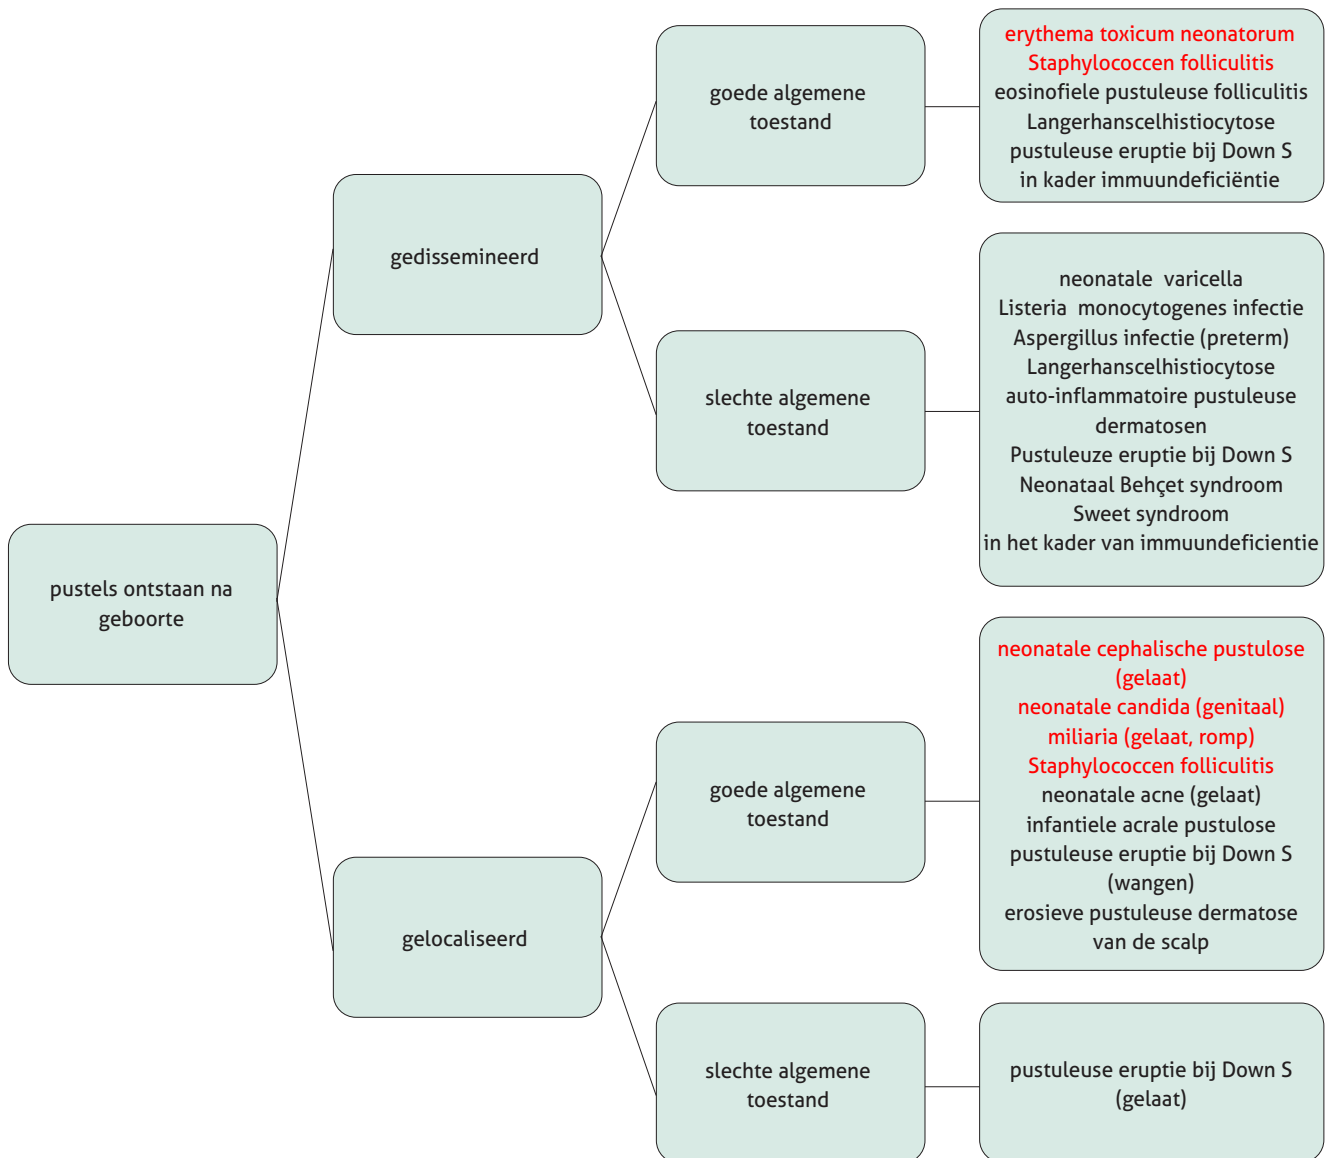 pustels ontstaan na
geboorte
gedissemineerd
goede algemene
toestand
erythema toxicum neonatorum
Staphylococcen folliculitis
eosinofiele pustuleuse folliculitis
Langerhanscelhistiocytose
pustuleuse eruptie bij Down S
in kader immuundeficiëntie
slechte algemene
toestand
neonatale varicella
Listeria monocytogenes infectie
Aspergillus infectie (preterm)
Langerhanscelhistiocytose
auto-inflammatoire pustuleuse
dermatosen
Pustuleuze eruptie bij Down S
Neonataal Behçet syndroom
Sweet syndroom
in het kader van immuundeficientie
gelocaliseerd
goede algemene
toestand
neonatale cephalische pustulose
(gelaat)
neonatale candida (genitaal)
miliaria (gelaat, romp)
Staphylococcen folliculitis
neonatale acne (gelaat)
infantiele acrale pustulose
pustuleuse eruptie bij Down S
(wangen)
erosieve pustuleuse dermatose
van de scalp
slechte algemene
toestand
pustuleuse eruptie bij Down S
(gelaat)